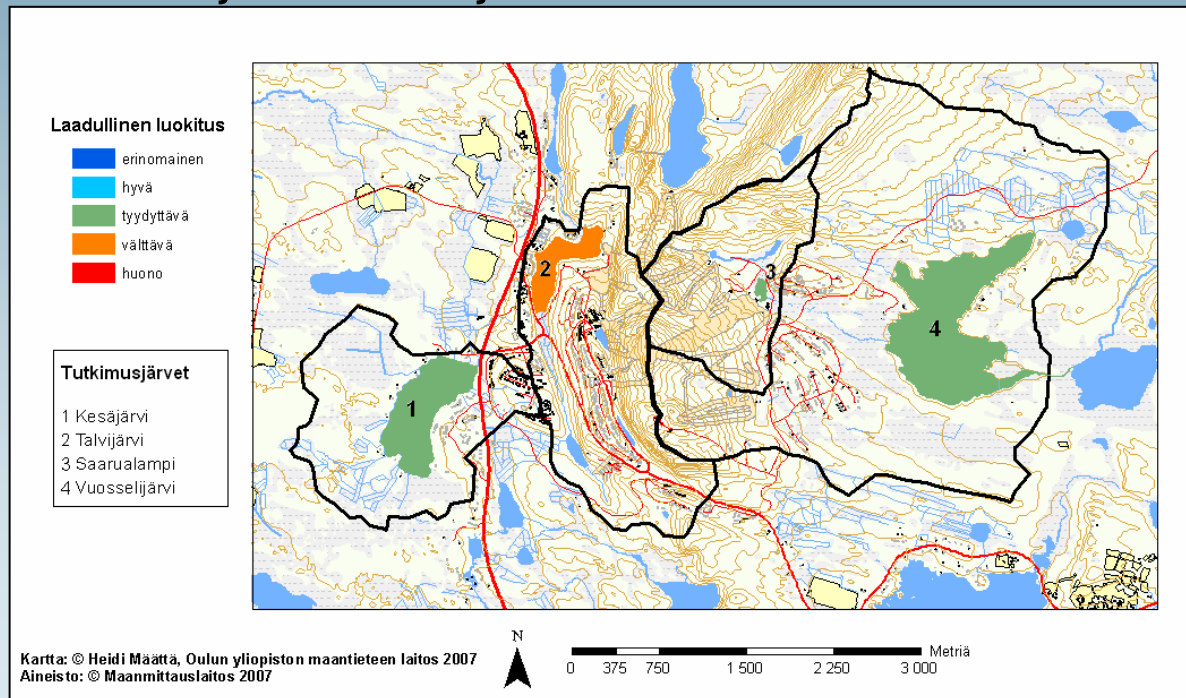 Laadullinen luokitus
erinomainen
hyvä
tyydyttävä
välttävä
huono
Tutkimusjärvet
1 Kesäjärvi
2 Talvijärvi
3 Saarualampi
4 Vuosselijärvi
1
2
3
4
N
0 375 750 1 500 2 250 3 000 Metriä
Kartta: © Heidi Määttä, Oulun yliopiston maantieteen laitos 2007
Aineisto: © Maanmittauslaitos 2007